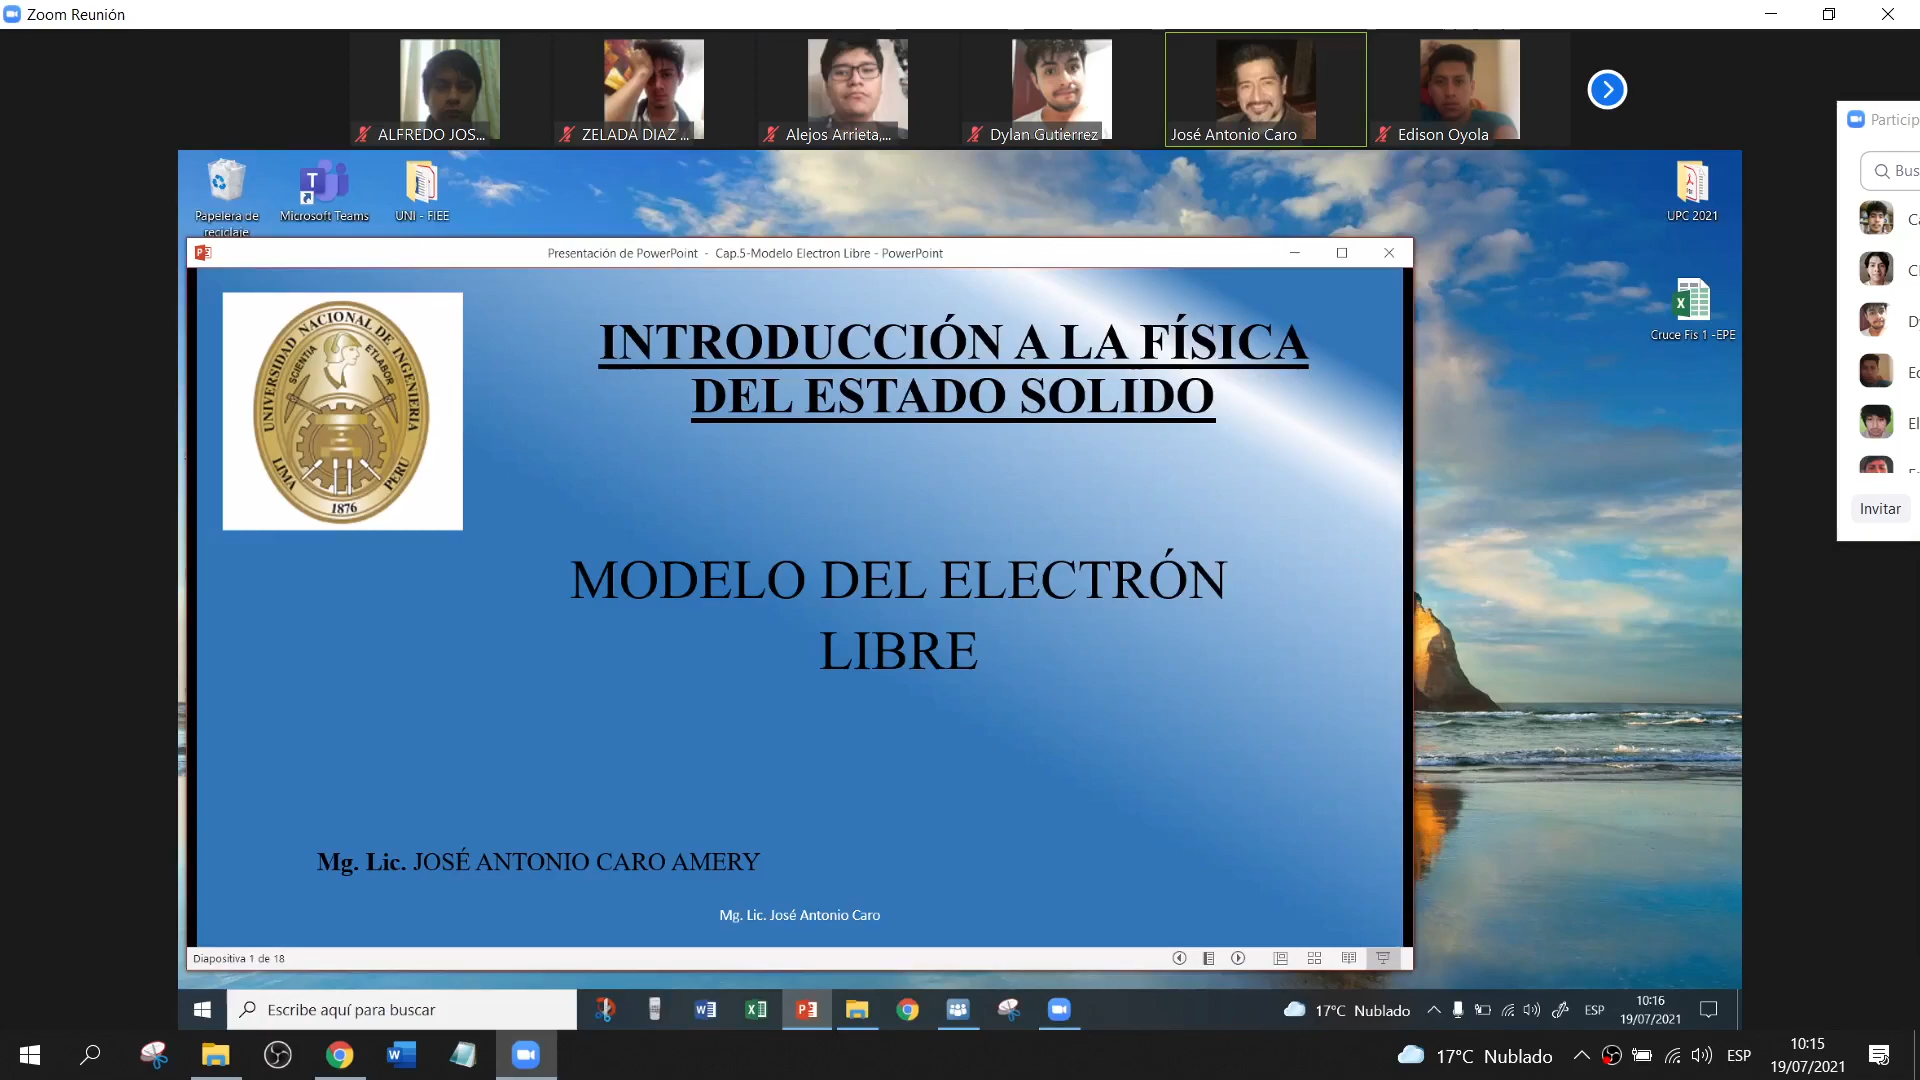 Zoom Reunión
ALFREDO JOS...
ZELADA DIAZ ...
Alejos Arrieta,...
Dylan Gutierrez
José Antonio Caro
Edison Oyola
Particip
Bus
Invitar
Papelera de
reciclaje
Microsoft Teams
UNI - FIEE
UPC 2021
Cruce Fis 1 -EPE
Presentación de PowerPoint - Cap.5-Modelo Electron Libre - PowerPoint
UNIVERSIDAD NACIONAL DE INGENIERIA
SCIENTIA ET LABOR
LIMA PERU
1876
INTRODUCCIÓN A LA FÍSICA
DEL ESTADO SOLIDO
MODELO DEL ELECTRÓN
LIBRE
Mg. Lic. JOSÉ ANTONIO CARO AMERY
Mg. Lic. José Antonio Caro
Diapositiva 1 de 18
Escribe aquí para buscar
17°C Nublado
ESP
10:16
19/07/2021
17°C Nublado
ESP
10:15
19/07/2021